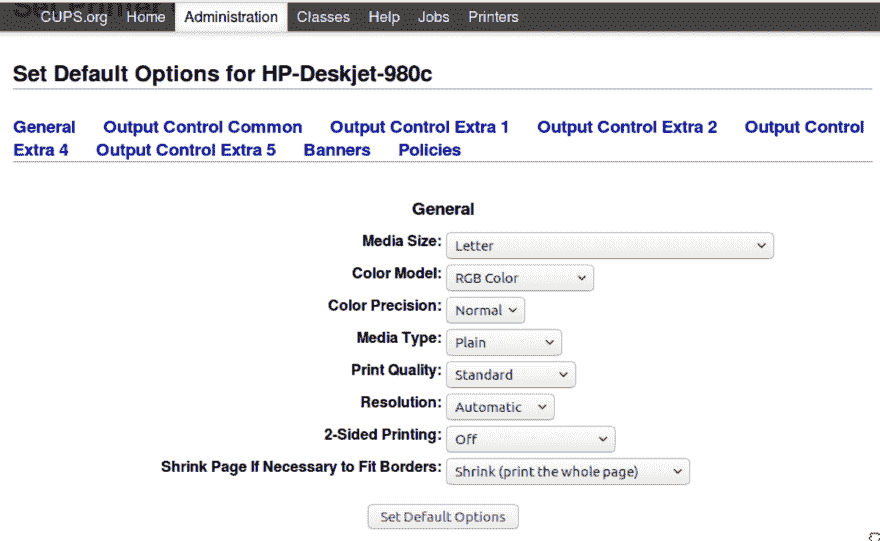 CUPS.org Home Administration Classes Help Jobs Printers
Set Default Options for HP-Deskjet-980c
General Output Control Common Output Control Extra 1 Output Control Extra 2 Output Control
Extra 4 Output Control Extra 5 Banners Policies
General
Media Size: Letter
Color Model: RGB Color
Color Precision: Normal
Media Type: Plain
Print Quality: Standard
Resolution: Automatic
2-Sided Printing: Off
Shrink Page If Necessary to Fit Borders: Shrink (print the whole page)
Set Default Options